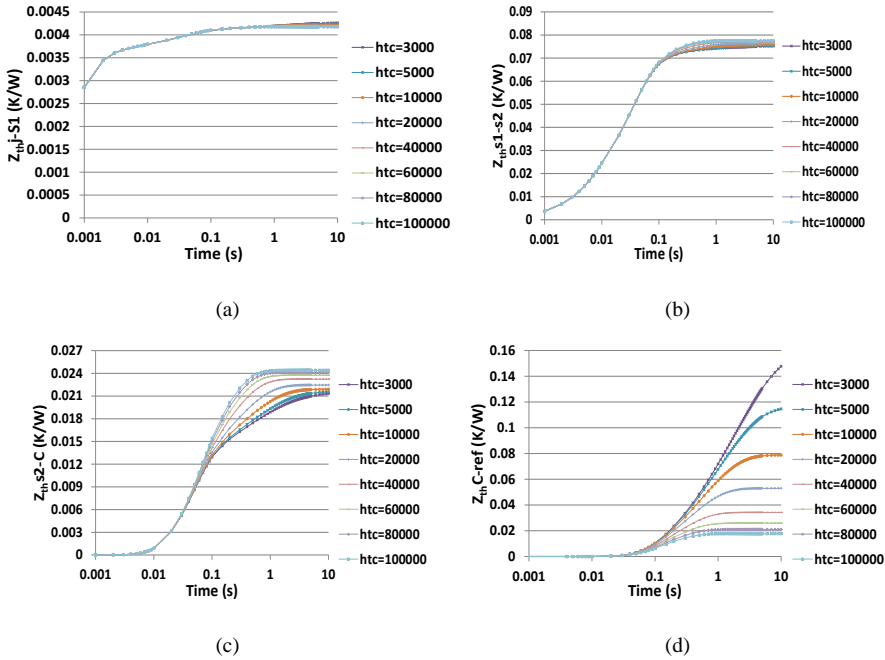 0.0045
0.004
0.0035
0.003
0.0025
0.002
0.0015
0.001
0.0005
0
Zthj-S1 (K/W)
0.001 0.01 0.1 1 10
Time (s)
htc=3000
htc=5000
htc=10000
htc=20000
htc=40000
htc=60000
htc=80000
htc=100000
(a)
0.09
0.08
0.07
0.06
0.05
0.04
0.03
0.02
0.01
0
Zths1-s2 (K/W)
0.001 0.01 0.1 1 10
Time (s)
htc=3000
htc=5000
htc=10000
htc=20000
htc=40000
htc=60000
htc=80000
htc=100000
(b)
0.027
0.024
0.021
0.018
0.015
0.012
0.009
0.006
0.003
0
Zths2-C (K/W)
0.001 0.01 0.1 1 10
Time (s)
htc=3000
htc=5000
htc=10000
htc=20000
htc=40000
htc=60000
htc=80000
htc=100000
(c)
0.16
0.14
0.12
0.1
0.08
0.06
0.04
0.02
0
ZthC-ref (K/W)
0.001 0.01 0.1 1 10
Time (s)
htc=3000
htc=5000
htc=10000
htc=20000
htc=40000
htc=60000
htc=80000
htc=100000
(d)